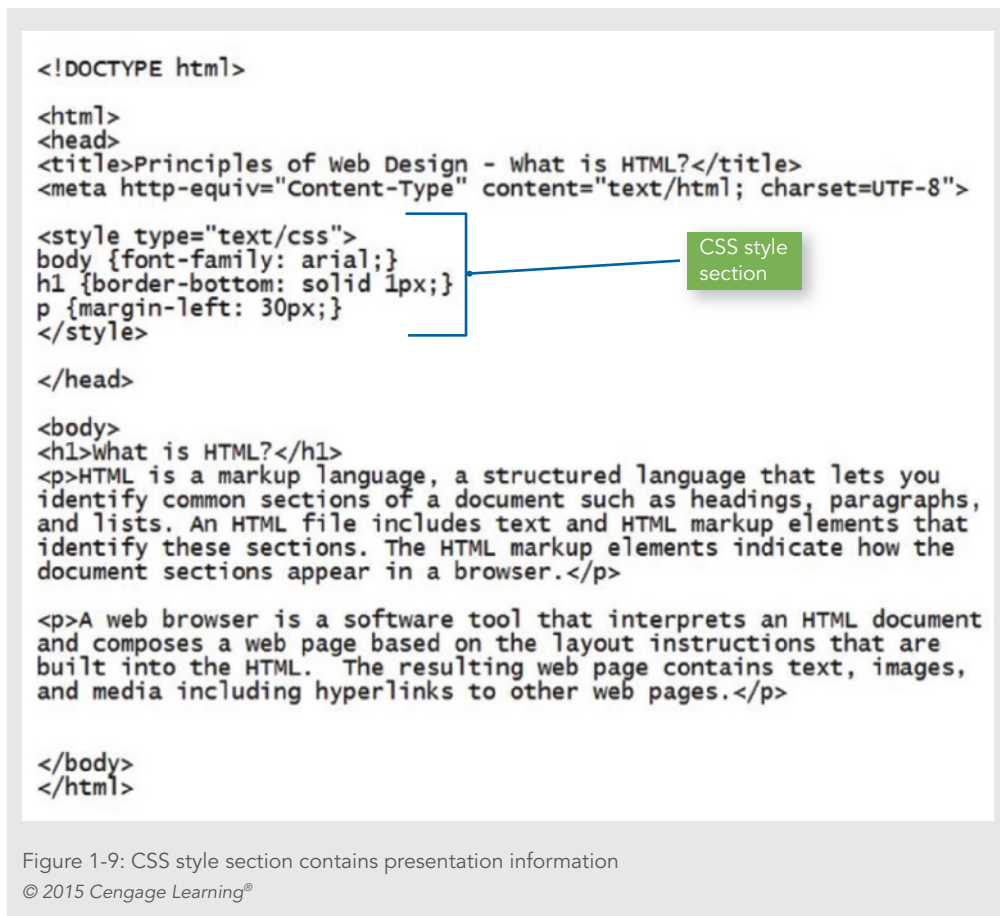 <!DOCTYPE html>
<html>
<head>
<title>Principles of Web Design - What is HTML?</title>
<meta http-equiv="Content-Type" content="text/html; charset=UTF-8">
<style type="text/css">
body {font-family: arial;}
h1 {border-bottom: solid 1px;}
p {margin-left: 30px;}
</style>
CSS style
section
</head>
<body>
<h1>What is HTML?</h1>
<p>HTML is a markup language, a structured language that lets you
identify common sections of a document such as headings, paragraphs,
and lists. An HTML file includes text and HTML markup elements that
identify these sections. The HTML markup elements indicate how the
document sections appear in a browser.</p>
<p>A web browser is a software tool that interprets an HTML document
and composes a web page based on the layout instructions that are
built into the HTML.  The resulting web page contains text, images,
and media including hyperlinks to other web pages.</p>
</body>
</html>
Figure 1-9: CSS style section contains presentation information
© 2015 Cengage Learning®